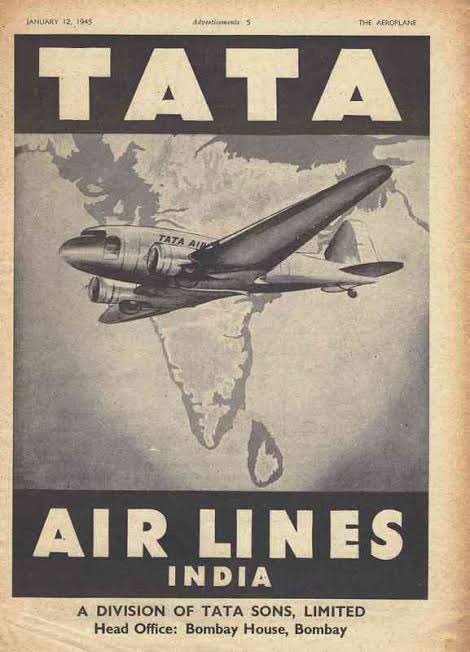 JANUARY 12, 1945 Advertisements 5 THE AEROPLANE
TATA
TATA AIR
AIR LINES
INDIA
A DIVISION OF TATA SONS, LIMITED
Head Office: Bombay House, Bombay